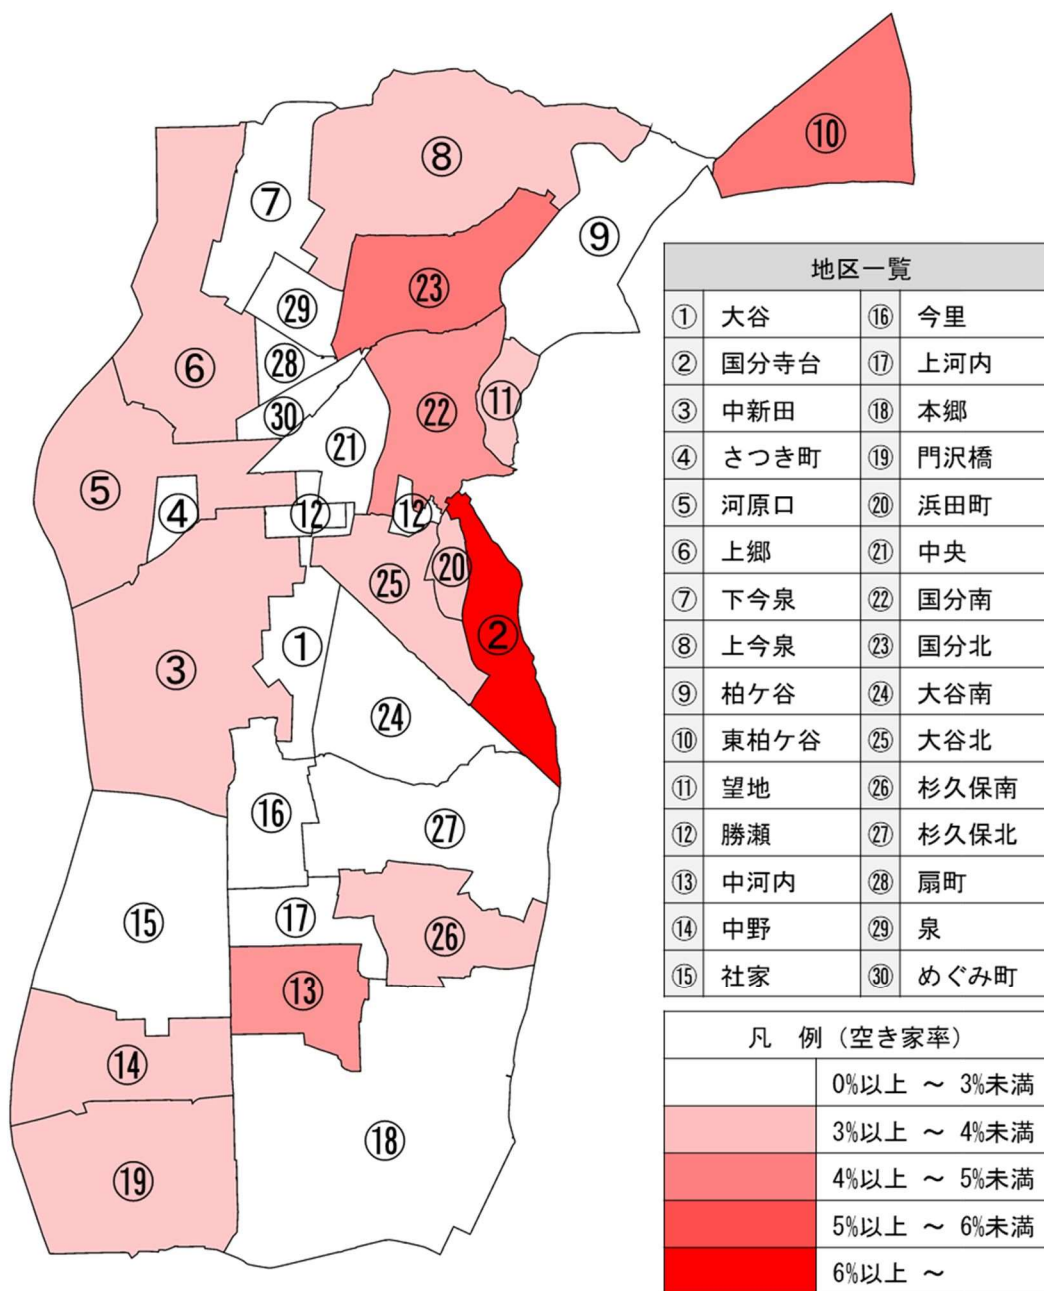 ⑩
⑧
⑦
⑨
㉓
㉙
⑥
㉘
⑪
㉒
㉚
㉑
⑤
④
⑫
⑫
⑳
㉕
②
①
③
㉔
⑯
㉗
⑮
⑰
㉖
⑬
⑭
⑱
⑲
地区一覧
① 大谷 ⑯ 今里
② 国分寺台 ⑰ 上河内
③ 中新田 ⑱ 本郷
④ さつき町 ⑲ 門沢橋
⑤ 河原口 ⑳ 浜田町
⑥ 上郷 ㉑ 中央
⑦ 下今泉 ㉒ 国分南
⑧ 上今泉 ㉓ 国分北
⑨ 柏ケ谷 ㉔ 大谷南
⑩ 東柏ケ谷 ㉕ 大谷北
⑪ 望地 ㉖ 杉久保南
⑫ 勝瀬 ㉗ 杉久保北
⑬ 中河内 ㉘ 扇町
⑭ 中野 ㉙ 泉
⑮ 社家 ㉚ めぐみ町
凡 例（空き家率）
0%以上 ～ 3%未満
3%以上 ～ 4%未満
4%以上 ～ 5%未満
5%以上 ～ 6%未満
6%以上 ～